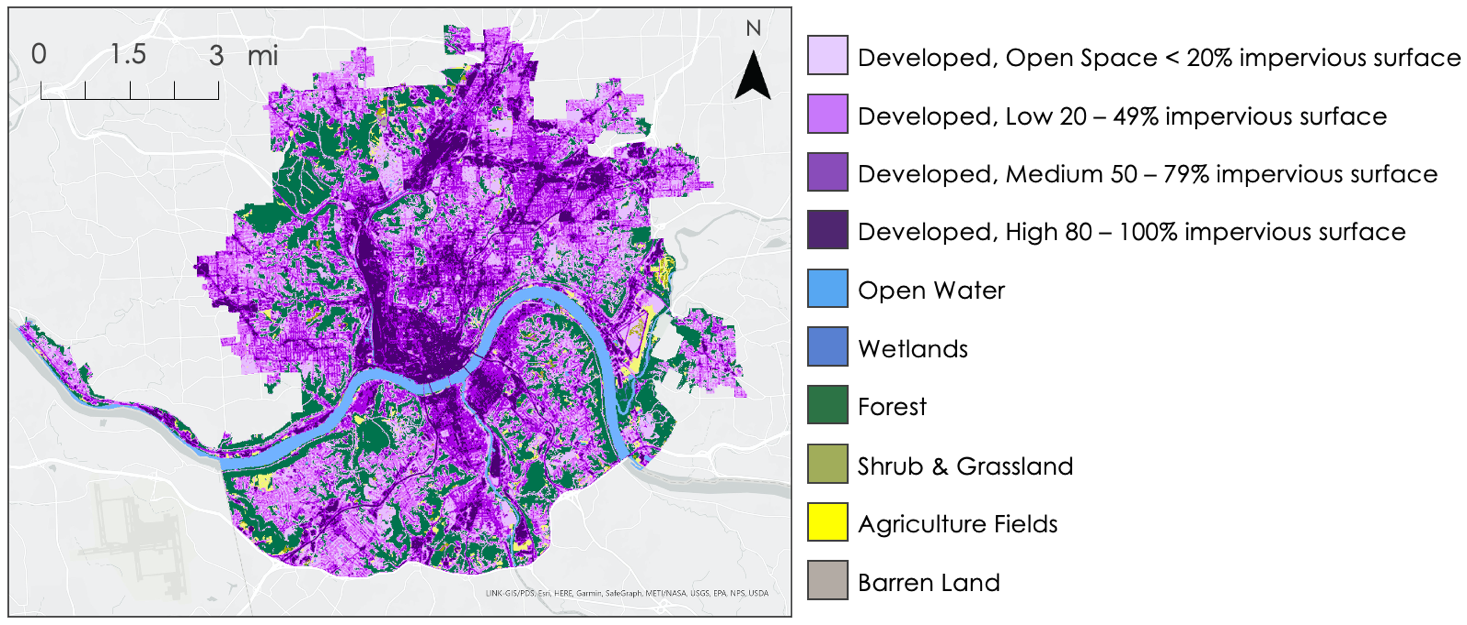 0 1.5 3 mi
N
LINK-GIS/PDS, Esri, HERE, Garmin, SafeGraph, METI/NASA, USGS, EPA, NPS, USDA
Developed, Open Space < 20% impervious surface
Developed, Low 20 – 49% impervious surface
Developed, Medium 50 – 79% impervious surface
Developed, High 80 – 100% impervious surface
Open Water
Wetlands
Forest
Shrub & Grassland
Agriculture Fields
Barren Land